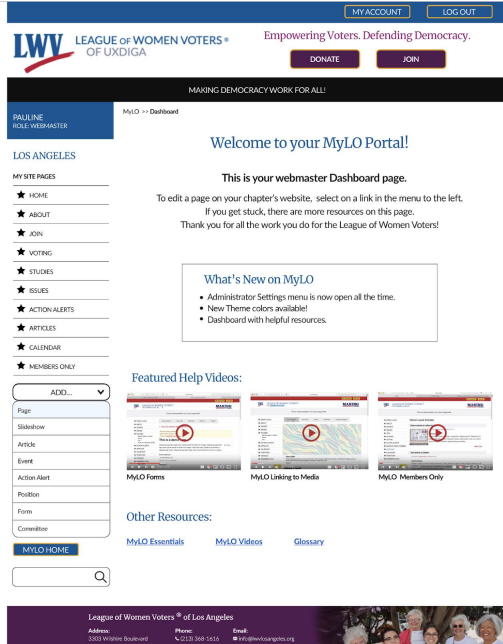 MY ACCOUNT
LOG OUT
LWV LEAGUE OF WOMEN VOTERS®
OF UXDIGA
Empowering Voters. Defending Democracy.
DONATE
JOIN
MAKING DEMOCRACY WORK FOR ALL!
PAULINE
ROLE: WEBMASTER
MyLO >> Dashboard
LOS ANGELES
MY SITE PAGES
HOME
ABOUT
JOIN
VOTING
STUDIES
ISSUES
ACTION ALERTS
ARTICLES
CALENDAR
MEMBERS ONLY
ADD...
Page
Slideshow
Article
Event
Action Alert
Position
Form
Committee
MYLO HOME
Welcome to your MyLO Portal!
This is your webmaster Dashboard page.
To edit a page on your chapter's website, select on a link in the menu to the left.
If you get stuck, there are more resources on this page.
Thank you for all the work you do for the League of Women Voters!
What's New on MyLO
• Administrator Settings menu is now open all the time.
• New Theme colors available!
• Dashboard with helpful resources.
Featured Help Videos:
MyLO Forms
MyLO Linking to Media
MyLO Members Only
Other Resources:
MyLO Essentials
MyLO Videos
Glossary
League of Women Voters ® of Los Angeles
Address:
3303 Wilshire Boulevard
Phone:
(213) 368-1616
Email:
info@lwvlosangeles.org